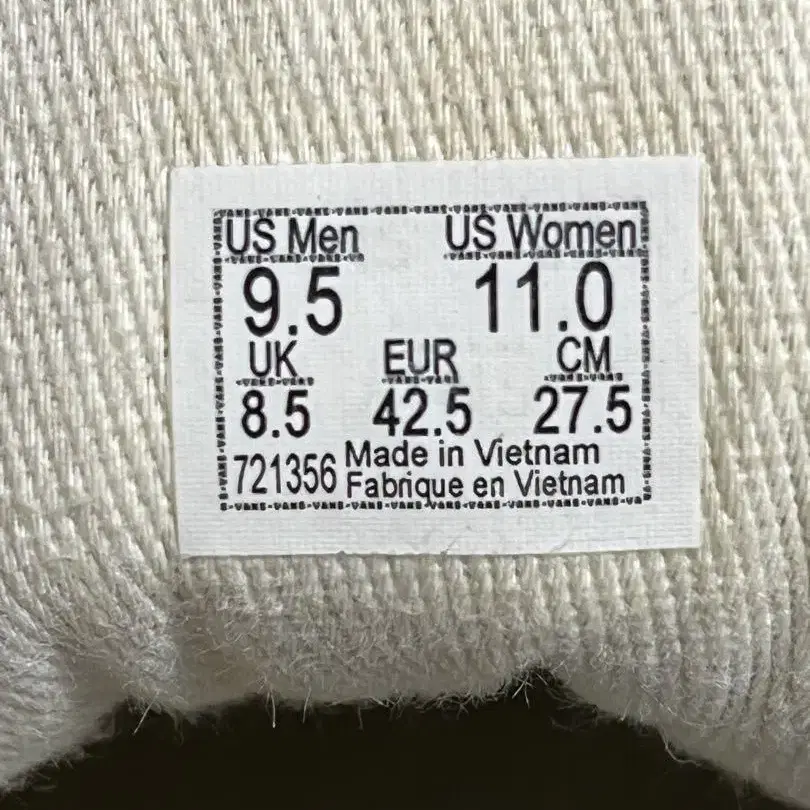 US Men US Women
9.5 11.0
UK EUR CM
8.5 42.5 27.5
721356 Made in Vietnam
Fabrique en Vietnam